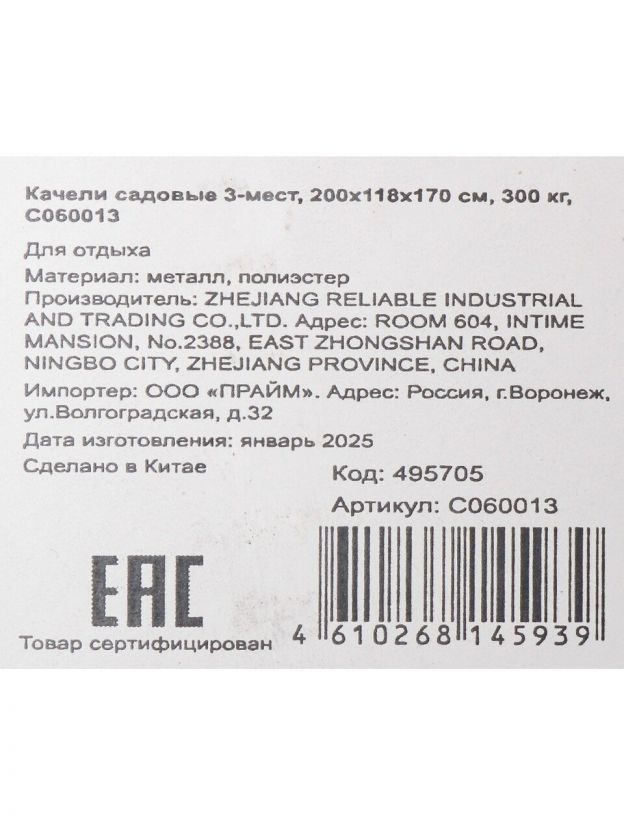 Качели садовые 3-мест, 200х118х170 см, 300 кг,
С060013
Для отдыха
Материал: металл, полиэстер
Производитель: ZHEJIANG RELIABLE INDUSTRIAL
AND TRADING CO.,LTD. Адрес: ROOM 604, INTIME
MANSION, No.2388, EAST ZHONGSHAN ROAD,
NINGBO CITY, ZHEJIANG PROVINCE, CHINA
Импортер: ООО «ПРАЙМ». Адрес: Россия, г.Воронеж,
ул.Волгоградская, д.32
Дата изготовления: январь 2025
Сделано в Китае
Код: 495705
Артикул: С060013
ЕАС
Товар сертифицирован
4 610268 145939